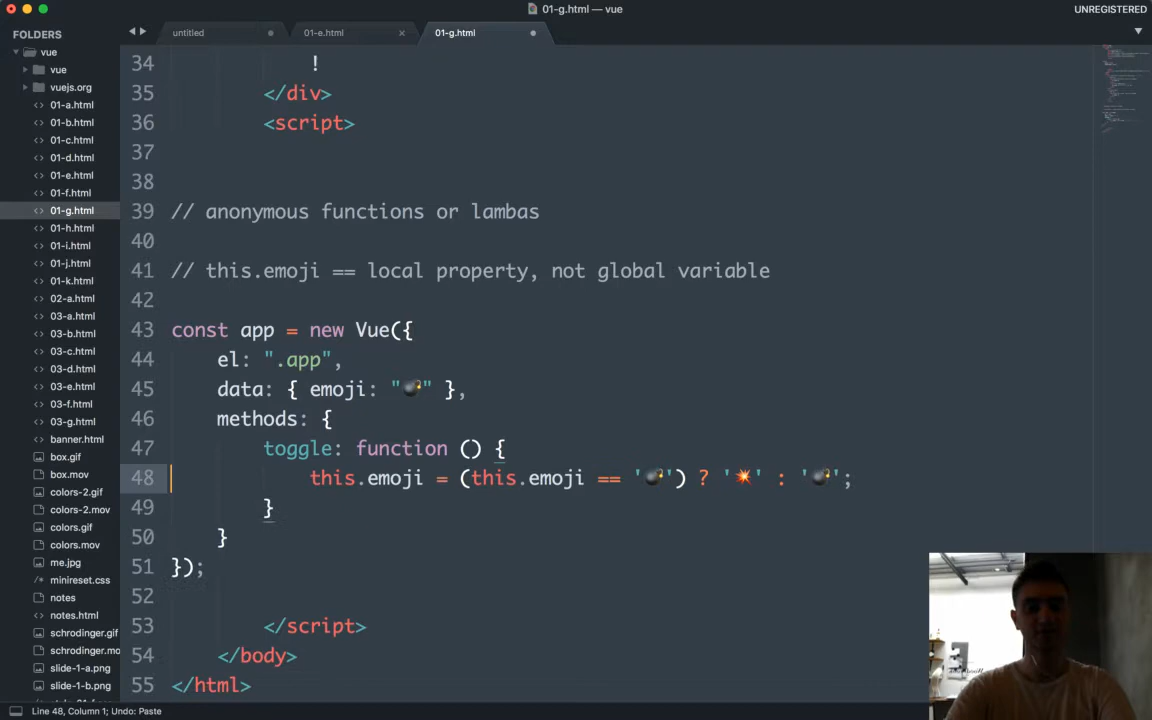 01-g.html — vue
UNREGISTERED
FOLDERS
untitled
01-e.html
01-g.html
vue
vue
vuejs.org
01-a.html
01-b.html
01-c.html
01-d.html
01-e.html
01-f.html
01-g.html
01-h.html
01-i.html
01-j.html
01-k.html
02-a.html
03-a.html
03-b.html
03-c.html
03-d.html
03-e.html
03-f.html
03-g.html
banner.html
box.gif
box.mov
colors-2.gif
colors-2.mov
colors.gif
colors.mov
me.jpg
minireset.css
notes
notes.html
schrodinger.gif
schrodinger.mo
slide-1-a.png
slide-1-b.png
34 !
35 </div>
36 <script>
37
38
39 // anonymous functions or lambas
40
41 // this.emoji == local property, not global variable
42
43 const app = new Vue({
44 el: ".app",
45 data: { emoji: "💣" },
46 methods: {
47 toggle: function () {
48 this.emoji = (this.emoji == '💣') ? '💥' : '💣';
49 }
50 }
51 });
52
53 </script>
54 </body>
55 </html>
Line 48, Column 1; Undo: Paste